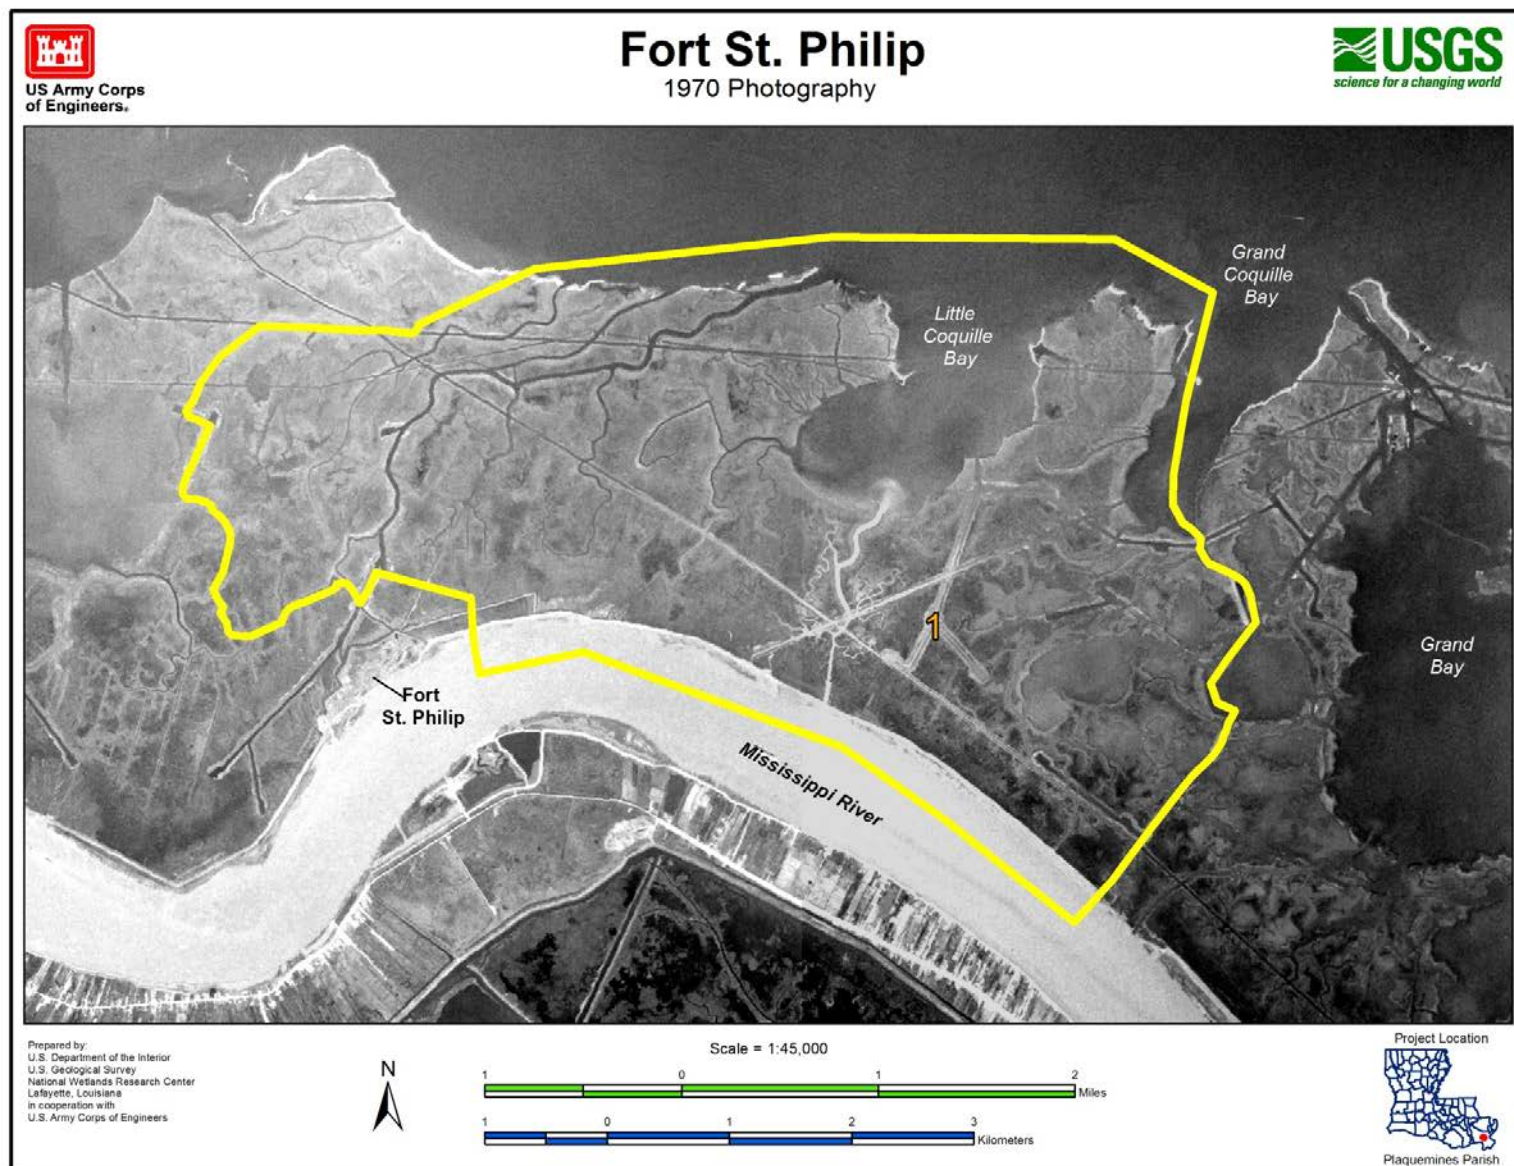 US Army Corps
of Engineers®
Fort St. Philip
1970 Photography
USGS
science for a changing world
Grand
Coquille
Bay
Little
Coquille
Bay
1
Grand
Bay
Fort
St. Philip
Mississippi River
Prepared by:
U.S. Department of the Interior
U.S. Geological Survey
National Wetlands Research Center
Lafayette, Louisiana
in cooperation with
U.S. Army Corps of Engineers
N
Scale = 1:45,000
1 0 1 2
Miles
1 0 1 2 3
Kilometers
Project Location
Plaquemines Parish